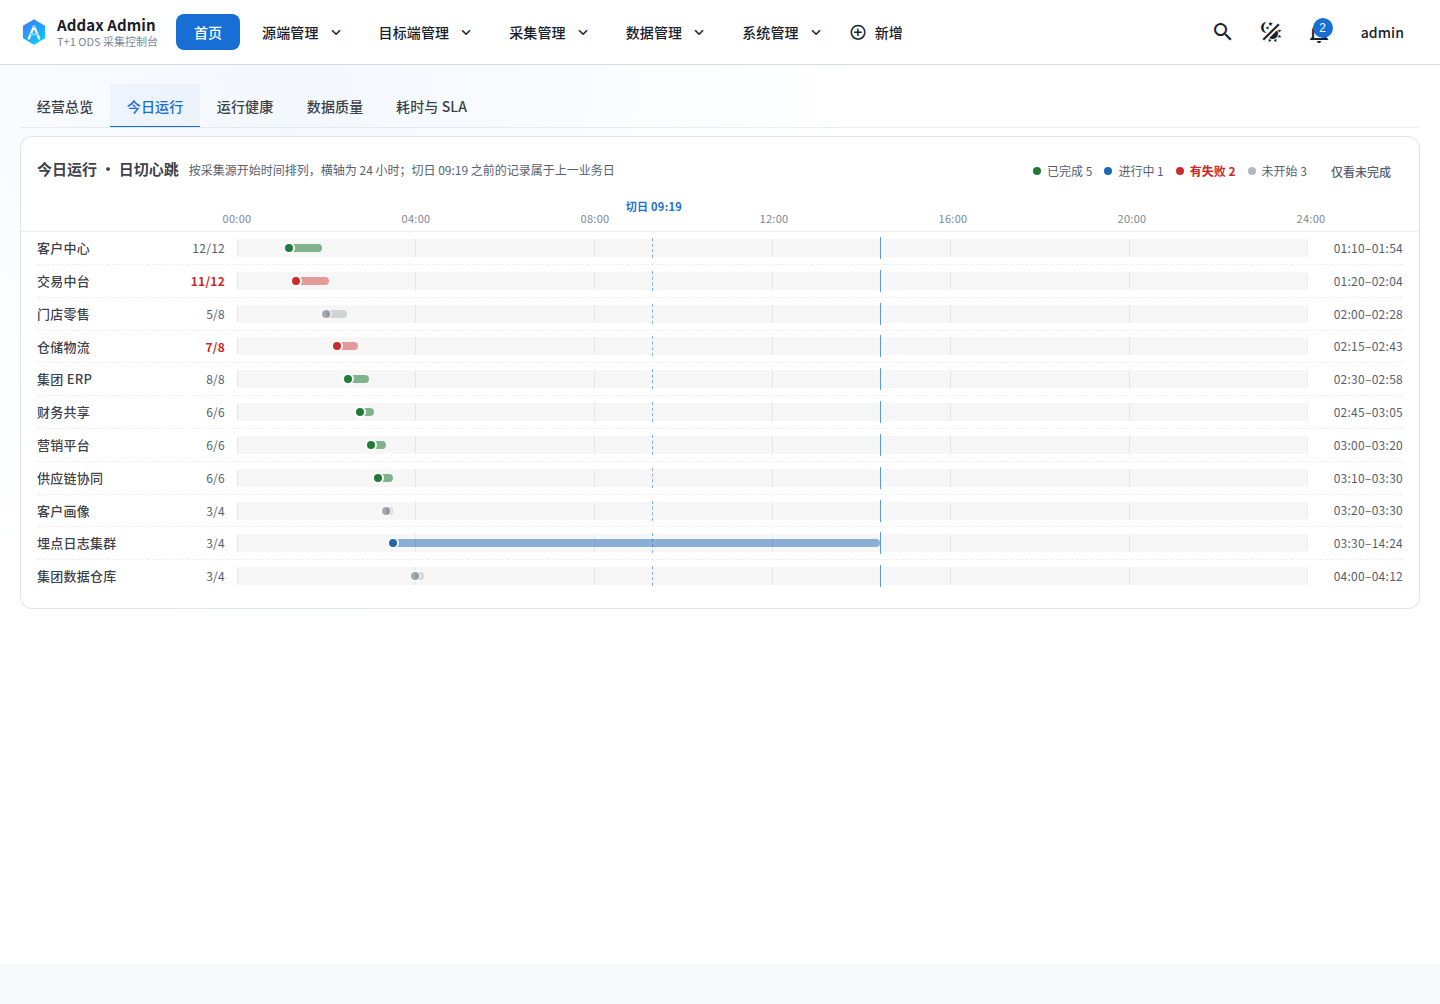 Addax Admin
T+1 ODS 采集控制台
首页
源端管理
目标端管理
采集管理
数据管理
系统管理
新增
2
admin
经营总览
今日运行
运行健康
数据质量
耗时与 SLA
今日运行 · 日切心跳
按采集源开始时间排列，横轴为 24 小时；切日 09:19 之前的记录属于上一业务日
已完成 5
进行中 1
有失败 2
未开始 3
仅看未完成
切日 09:19
00:00 04:00 08:00 12:00 16:00 20:00 24:00
客户中心 12/12 01:10–01:54
交易中台 11/12 01:20–02:04
门店零售 5/8 02:00–02:28
仓储物流 7/8 02:15–02:43
集团 ERP 8/8 02:30–02:58
财务共享 6/6 02:45–03:05
营销平台 6/6 03:00–03:20
供应链协同 6/6 03:10–03:30
客户画像 3/4 03:20–03:30
埋点日志集群 3/4 03:30–14:24
集团数据仓库 3/4 04:00–04:12